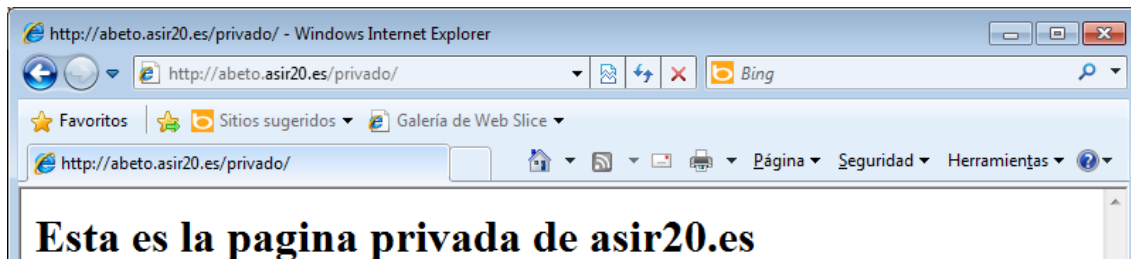 http://abeto.asir20.es/privado/ - Windows Internet Explorer
http://abeto.asir20.es/privado/ Bing
Favoritos Sitios sugeridos Galería de Web Slice
http://abeto.asir20.es/privado/ Página Seguridad Herramientas
Esta es la pagina privada de asir20.es